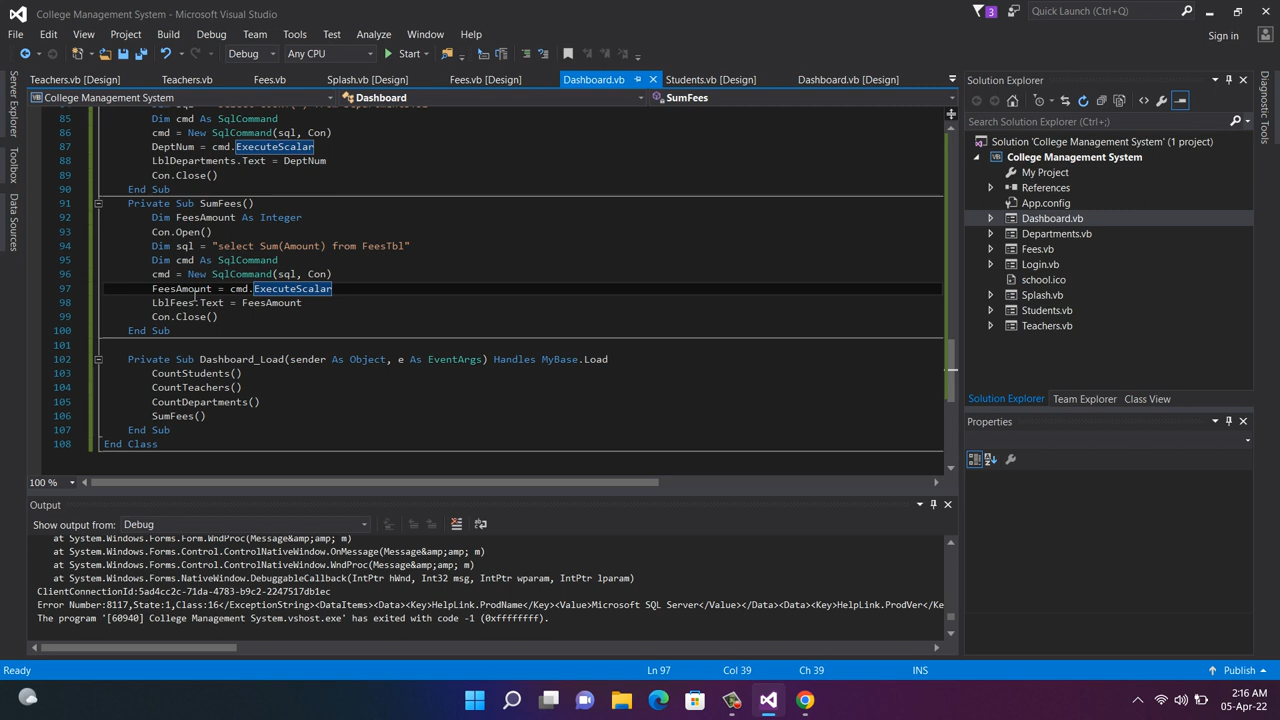 College Management System - Microsoft Visual Studio
3
Quick Launch (Ctrl+Q)
File Edit View Project Build Debug Team Tools Test Analyze Window Help
Sign in
Debug Any CPU Start
Teachers.vb [Design] Teachers.vb Fees.vb Splash.vb [Design] Fees.vb [Design] Dashboard.vb Students.vb [Design] Dashboard.vb [Design]
College Management System Dashboard SumFees
Server Explorer
Toolbox
Data Sources
85 Dim cmd As SqlCommand
86 cmd = New SqlCommand(sql, Con)
87 DeptNum = cmd.ExecuteScalar
88 LblDepartments.Text = DeptNum
89 Con.Close()
90 End Sub
91 Private Sub SumFees()
92 Dim FeesAmount As Integer
93 Con.Open()
94 Dim sql = "select Sum(Amount) from FeesTbl"
95 Dim cmd As SqlCommand
96 cmd = New SqlCommand(sql, Con)
97 FeesAmount = cmd.ExecuteScalar
98 LblFees.Text = FeesAmount
99 Con.Close()
100 End Sub
101
102 Private Sub Dashboard_Load(sender As Object, e As EventArgs) Handles MyBase.Load
103 CountStudents()
104 CountTeachers()
105 CountDepartments()
106 SumFees()
107 End Sub
108 End Class
100 %
Output
Show output from: Debug
at System.Windows.Forms.Form.WndProc(Message&amp;amp; m)
at System.Windows.Forms.Control.ControlNativeWindow.OnMessage(Message&amp;amp; m)
at System.Windows.Forms.Control.ControlNativeWindow.WndProc(Message&amp;amp; m)
at System.Windows.Forms.NativeWindow.DebuggableCallback(IntPtr hWnd, Int32 msg, IntPtr wparam, IntPtr lparam)
ClientConnectionId:5ad4cc2c-71da-4783-b9c2-2247517db1ec
Error Number:8117,State:1,Class:16</ExceptionString><DataItems><Data><Key>HelpLink.ProdName</Key><Value>Microsoft SQL Server</Value></Data><Data><Key>HelpLink.ProdVer</Ke
The program '[60940] College Management System.vshost.exe' has exited with code -1 (0xffffffff).
Solution Explorer
Search Solution Explorer (Ctrl+;)
Solution 'College Management System' (1 project)
College Management System
My Project
References
App.config
Dashboard.vb
Departments.vb
Fees.vb
Login.vb
school.ico
Splash.vb
Students.vb
Teachers.vb
Solution Explorer Team Explorer Class View
Properties
Diagnostic Tools
Ready Ln 97 Col 39 Ch 39 INS Publish
2:16 AM
05-Apr-22